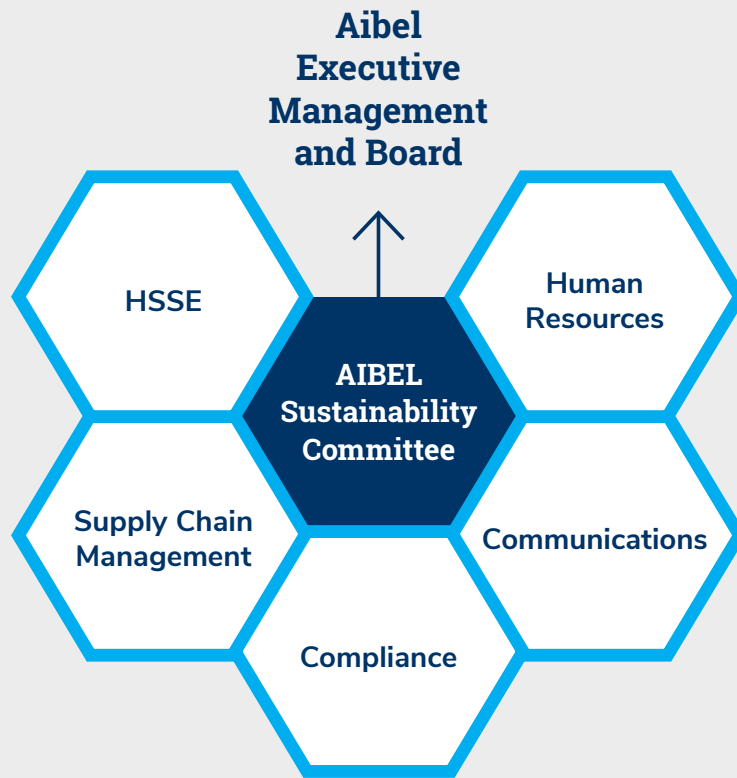 Aibel
Executive
Management
and Board
HSSE
Human
Resources
AIBEL
Sustainability
Committee
Supply Chain
Management
Communications
Compliance